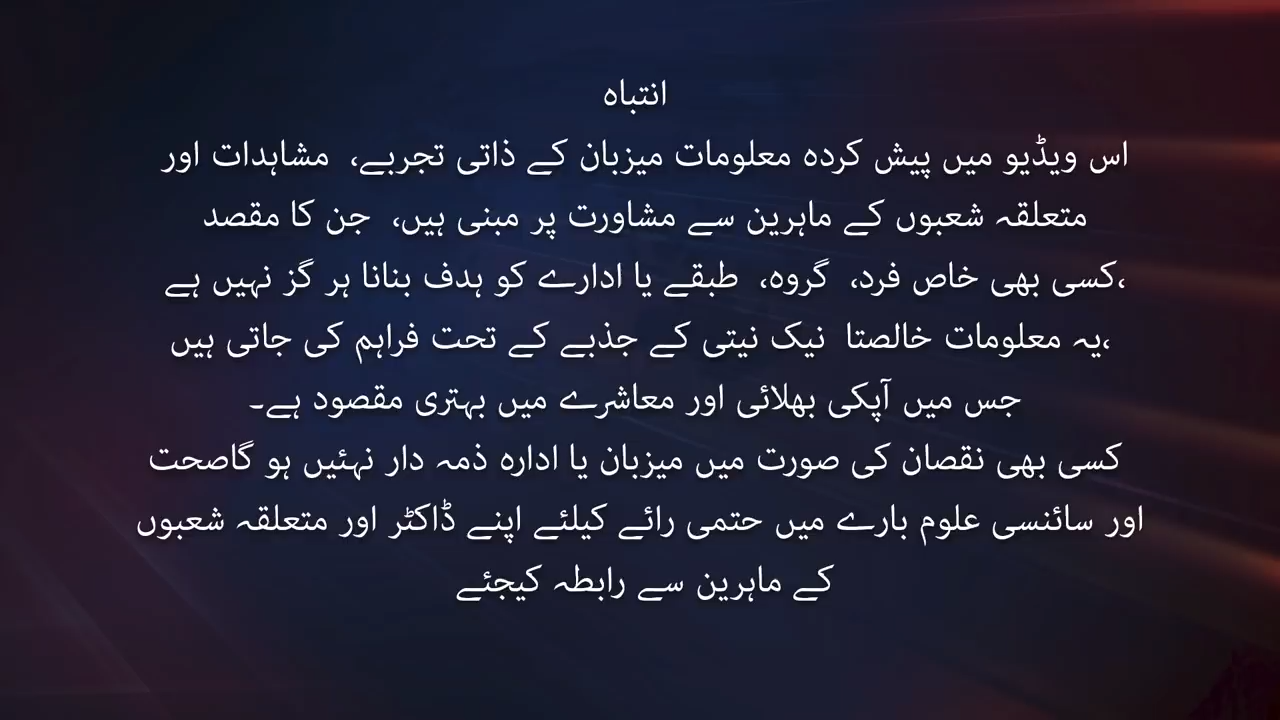 انتباہ
اس ویڈیو میں پیش کردہ معلومات میزبان کے ذاتی تجربے، مشاہدات اور
متعلقہ شعبوں کے ماہرین سے مشاورت پر مبنی ہیں، جن کا مقصد
،کسی بھی خاص فرد، گروہ، طبقے یا ادارے کو ہدف بنانا ہر گز نہیں ہے
،یہ معلومات خالصتا نیک نیتی کے جذبے کے تحت فراہم کی جاتی ہیں
جس میں آپکی بھلائی اور معاشرے میں بہتری مقصود ہے۔
کسی بھی نقصان کی صورت میں میزبان یا ادارہ ذمہ دار نہئیں ہو گاصحت
اور سائنسی علوم بارے میں حتمی رائے کیلئے اپنے ڈاکٹر اور متعلقہ شعبوں
کے ماہرین سے رابطہ کیجئے